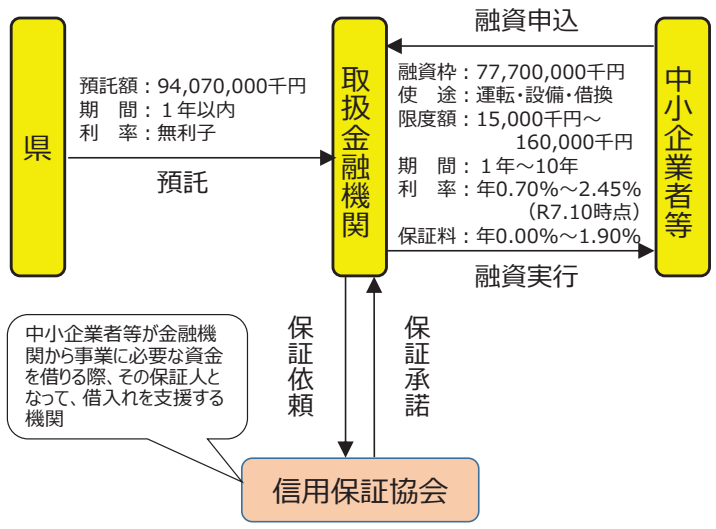 県
預託額：94,070,000千円
期　間：１年以内
利　率：無利子
預託
取扱金融機関
融資申込
融資枠：77,700,000千円
使　途：運転・設備・借換
限度額：15,000千円～
160,000千円
期　間：１年～10年
利　率：年0.70%～2.45%
（R7.10時点）
保証料：年0.00%～1.90%
融資実行
中小企業者等
保証依頼
保証承諾
中小企業者等が金融機
関から事業に必要な資金
を借りる際、その保証人と
なって、借入れを支援する
機関
信用保証協会